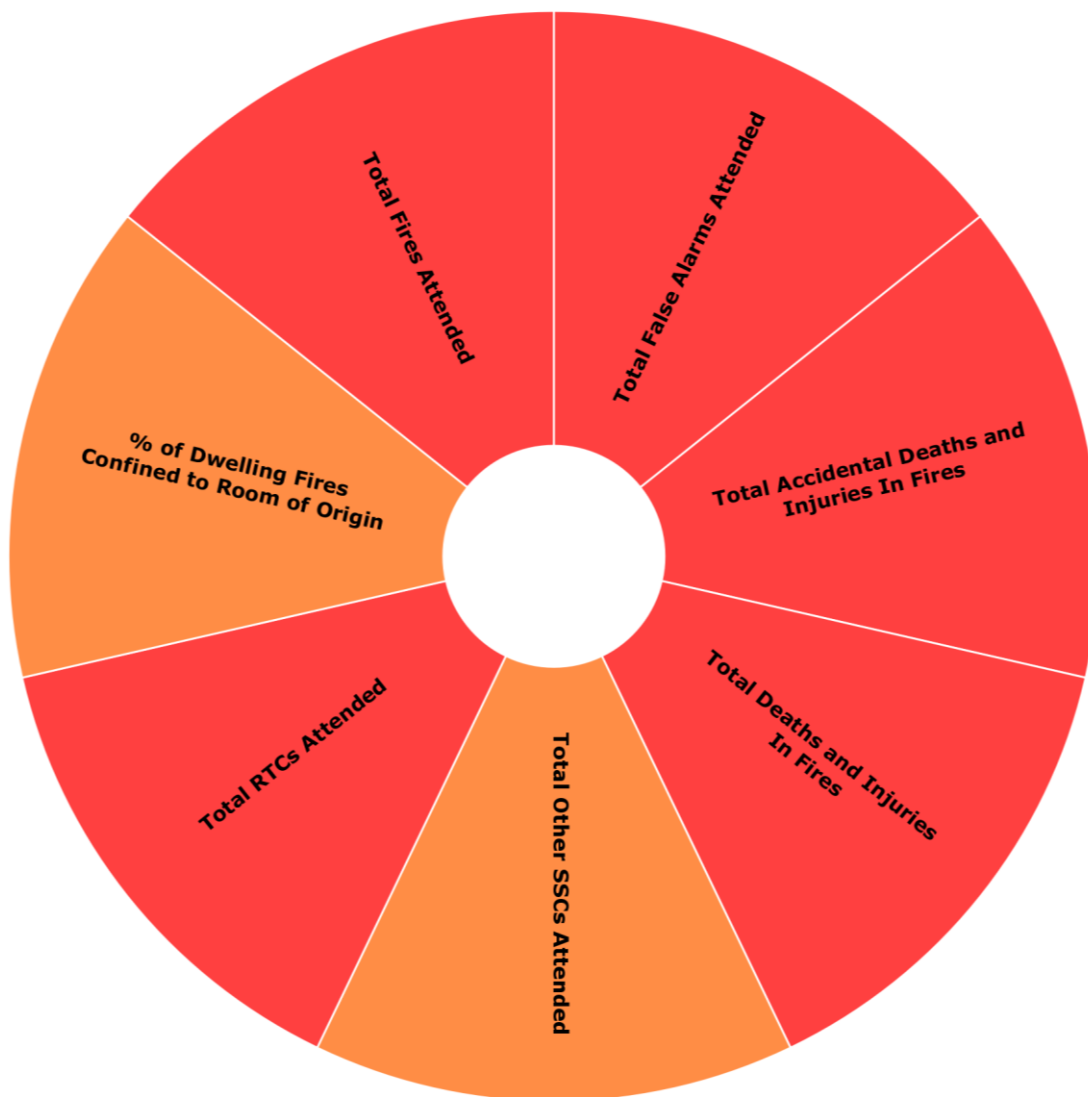 Total Fires Attended
Total False Alarms Attended
Total Accidental Deaths and
Injuries In Fires
Total Deaths and Injuries
In Fires
Total Other SSCs Attended
Total RTCs Attended
% of Dwelling Fires
Confined to Room of Origin